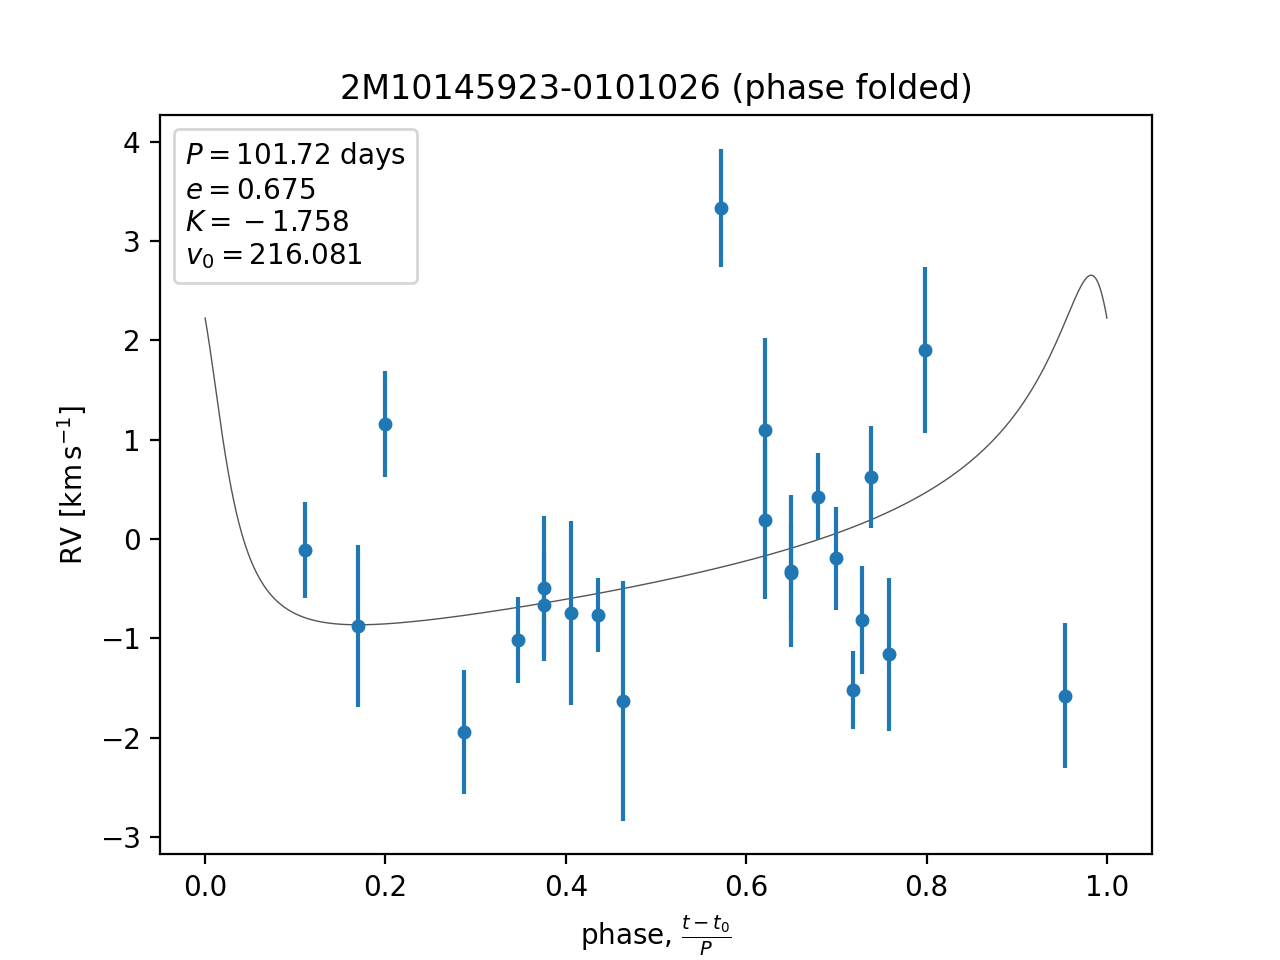 2M10145923-0101026 (phase folded)
P = 101.72 days
e = 0.675
K = −1.758
v₀ = 216.081
4
3
2
1
0
−1
−2
−3
RV [km s⁻¹]
0.0 0.2 0.4 0.6 0.8 1.0
phase, (t − t₀)/P